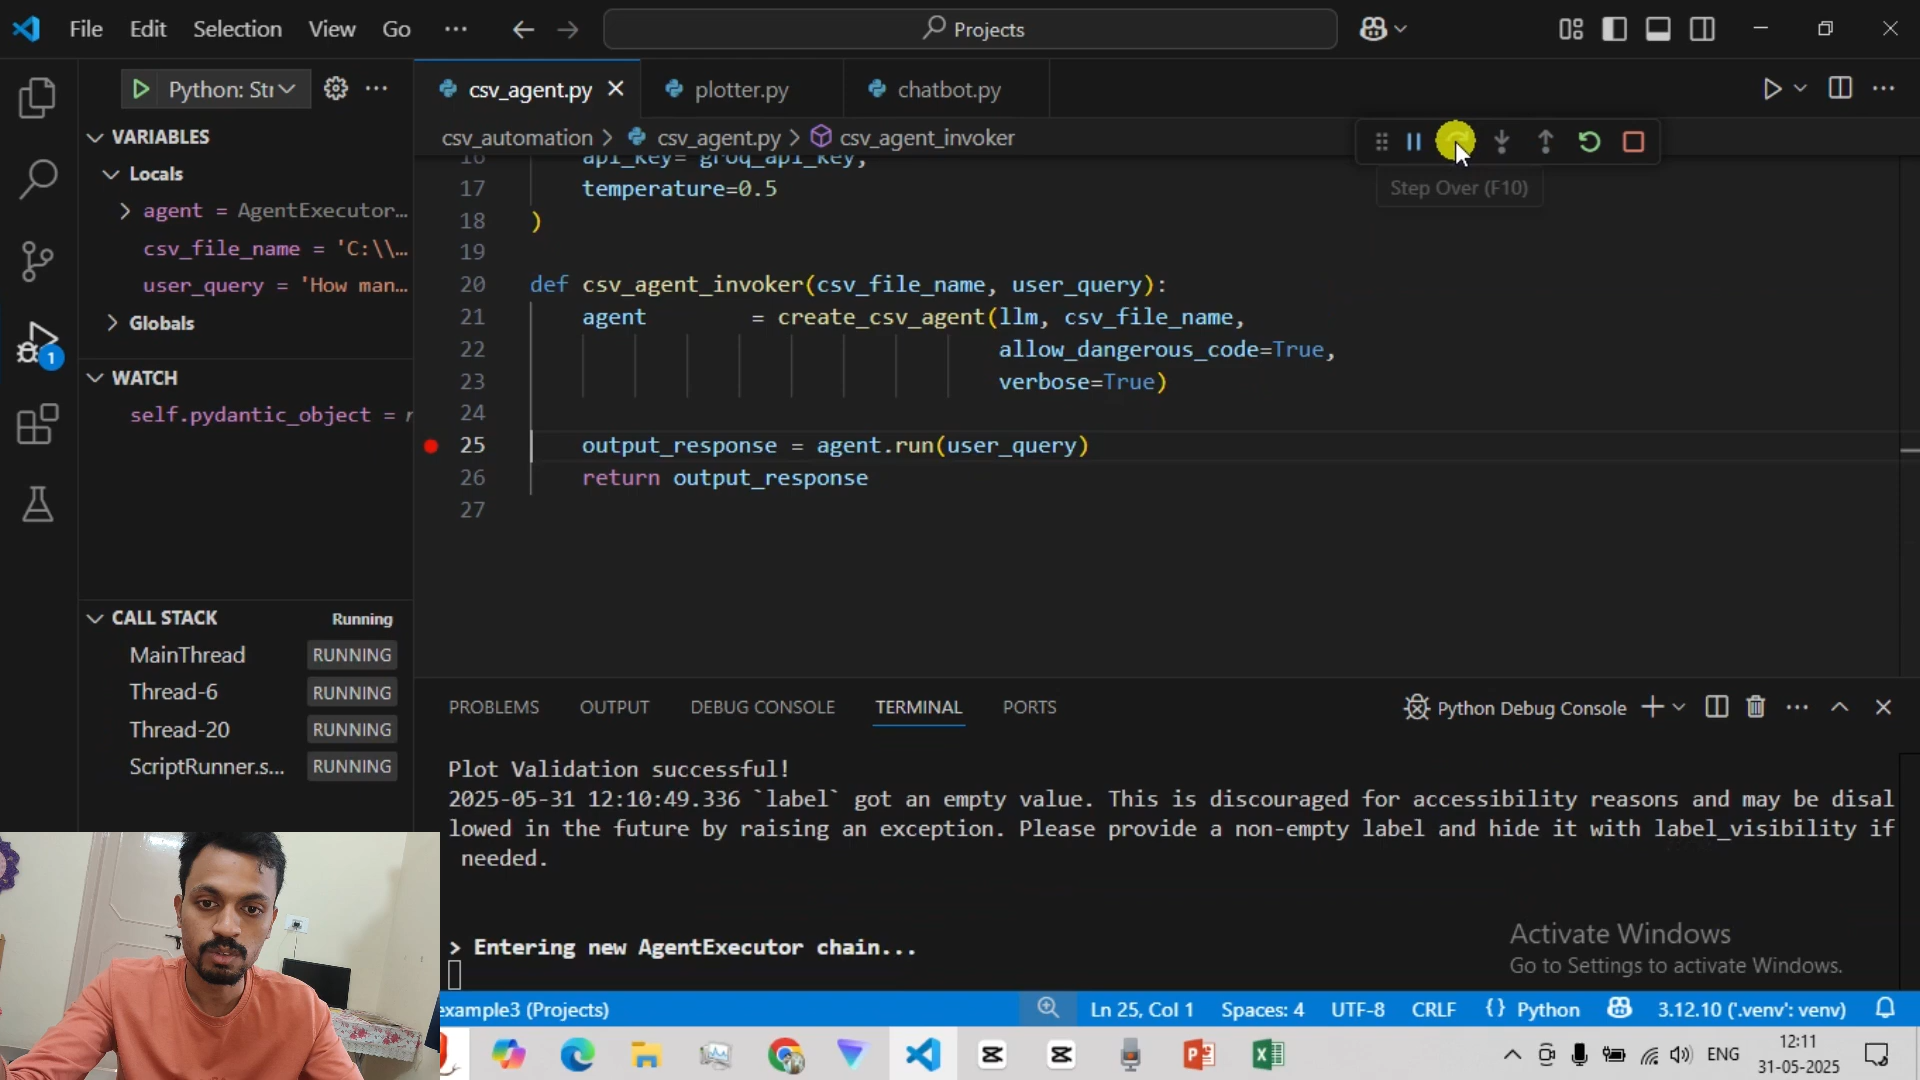 File Edit Selection View Go ··· Projects
Python: Str
csv_agent.py plotter.py chatbot.py
VARIABLES
Locals
agent = AgentExecutor…
csv_file_name = 'C:\\…
user_query = 'How man…
Globals
WATCH
self.pydantic_object =
CALL STACK Running
MainThread RUNNING
Thread-6 RUNNING
Thread-20 RUNNING
ScriptRunner.s... RUNNING
1
csv_automation > csv_agent.py > csv_agent_invoker
Step Over (F10)
16 api_key= groq_api_key,
17 temperature=0.5
18 )
19
20 def csv_agent_invoker(csv_file_name, user_query):
21 agent = create_csv_agent(llm, csv_file_name,
22 allow_dangerous_code=True,
23 verbose=True)
24
25 output_response = agent.run(user_query)
26 return output_response
27
PROBLEMS OUTPUT DEBUG CONSOLE TERMINAL PORTS Python Debug Console
Plot Validation successful!
2025-05-31 12:10:49.336 `label` got an empty value. This is discouraged for accessibility reasons and may be disal
lowed in the future by raising an exception. Please provide a non-empty label and hide it with label_visibility if
needed.
> Entering new AgentExecutor chain...
Activate Windows
Go to Settings to activate Windows.
example3 (Projects) Ln 25, Col 1 Spaces: 4 UTF-8 CRLF {} Python 3.12.10 ('.venv': venv)
ENG 12:11
31-05-2025